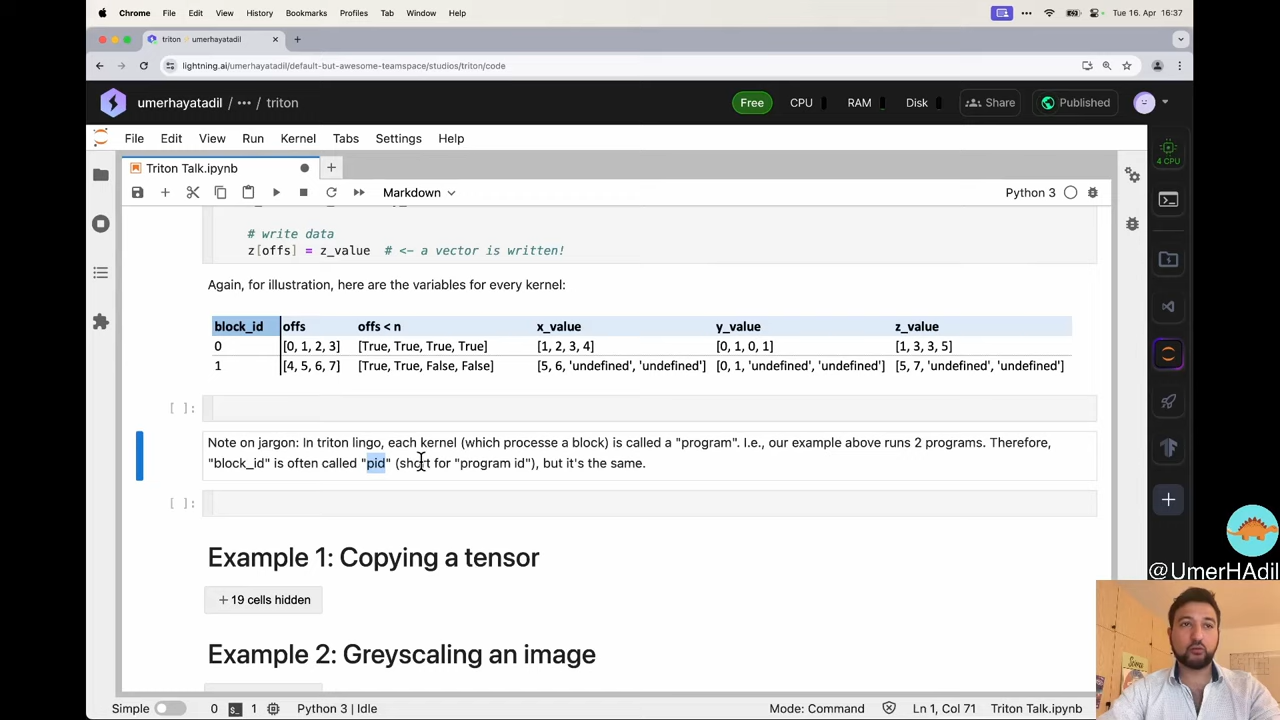 Chrome File Edit View History Bookmarks Profiles Tab Window Help Tue 16. Apr 16:37
triton umerhayatadil
lightning.ai/umerhayatadil/default-but-awesome-teamspace/studios/triton/code
umerhayatadil / ··· / triton Free CPU RAM Disk Share Published
File Edit View Run Kernel Tabs Settings Help
4 CPU
Triton Talk.ipynb
Markdown Python 3
# write data
z[offs] = z_value # <- a vector is written!
Again, for illustration, here are the variables for every kernel:
block_id offs offs < n x_value y_value z_value
0 [0, 1, 2, 3] [True, True, True, True] [1, 2, 3, 4] [0, 1, 0, 1] [1, 3, 3, 5]
1 [4, 5, 6, 7] [True, True, False, False] [5, 6, 'undefined', 'undefined'] [0, 1, 'undefined', 'undefined'] [5, 7, 'undefined', 'undefined']
[ ]:
Note on jargon: In triton lingo, each kernel (which processe a block) is called a "program". I.e., our example above runs 2 programs. Therefore,
"block_id" is often called "pid" (short for "program id"), but it's the same.
[ ]:
Example 1: Copying a tensor
+ 19 cells hidden
@UmerHAdil
Example 2: Greyscaling an image
Simple 0 1 Python 3 | Idle Mode: Command Ln 1, Col 71 Triton Talk.ipynb